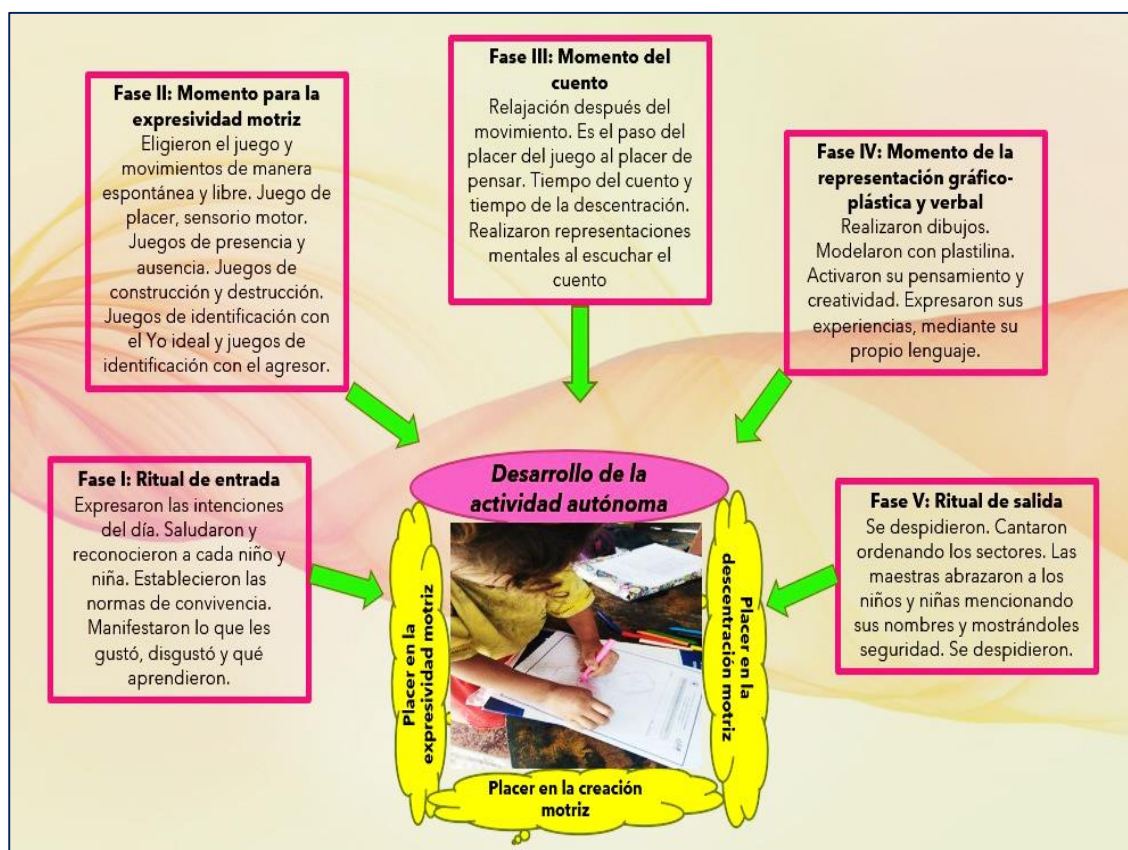 Fase I: Ritual de entrada
Expresaron las intenciones
del día. Saludaron y
reconocieron a cada niño y
niña. Establecieron las
normas de convivencia.
Manifestaron lo que les
gustó, disgustó y qué
aprendieron.
Fase II: Momento para la
expresividad motriz
Eligieron el juego y
movimientos de manera
espontánea y libre. Juego de
placer, sensorio motor.
Juegos de presencia y
ausencia. Juegos de
construcción y destrucción.
Juegos de identificación con
el Yo ideal y juegos de
identificación con el agresor.
Fase III: Momento del
cuento
Relajación después del
movimiento. Es el paso del
placer del juego al placer de
pensar. Tiempo del cuento y
tiempo de la descentración.
Realizaron representaciones
mentales al escuchar el
cuento
Fase IV: Momento de la
representación gráfico-
plástica y verbal
Realizaron dibujos.
Modelaron con plastilina.
Activaron su pensamiento y
creatividad. Expresaron sus
experiencias, mediante su
propio lenguaje.
Fase V: Ritual de salida
Se despidieron. Cantaron
ordenando los sectores. Las
maestras abrazaron a los
niños y niñas mencionando
sus nombres y mostrándoles
seguridad. Se despidieron.
Desarrollo de la
actividad autónoma
Placer en la
expresividad motriz
Placer en la
descentración motriz
Placer en la creación
motriz